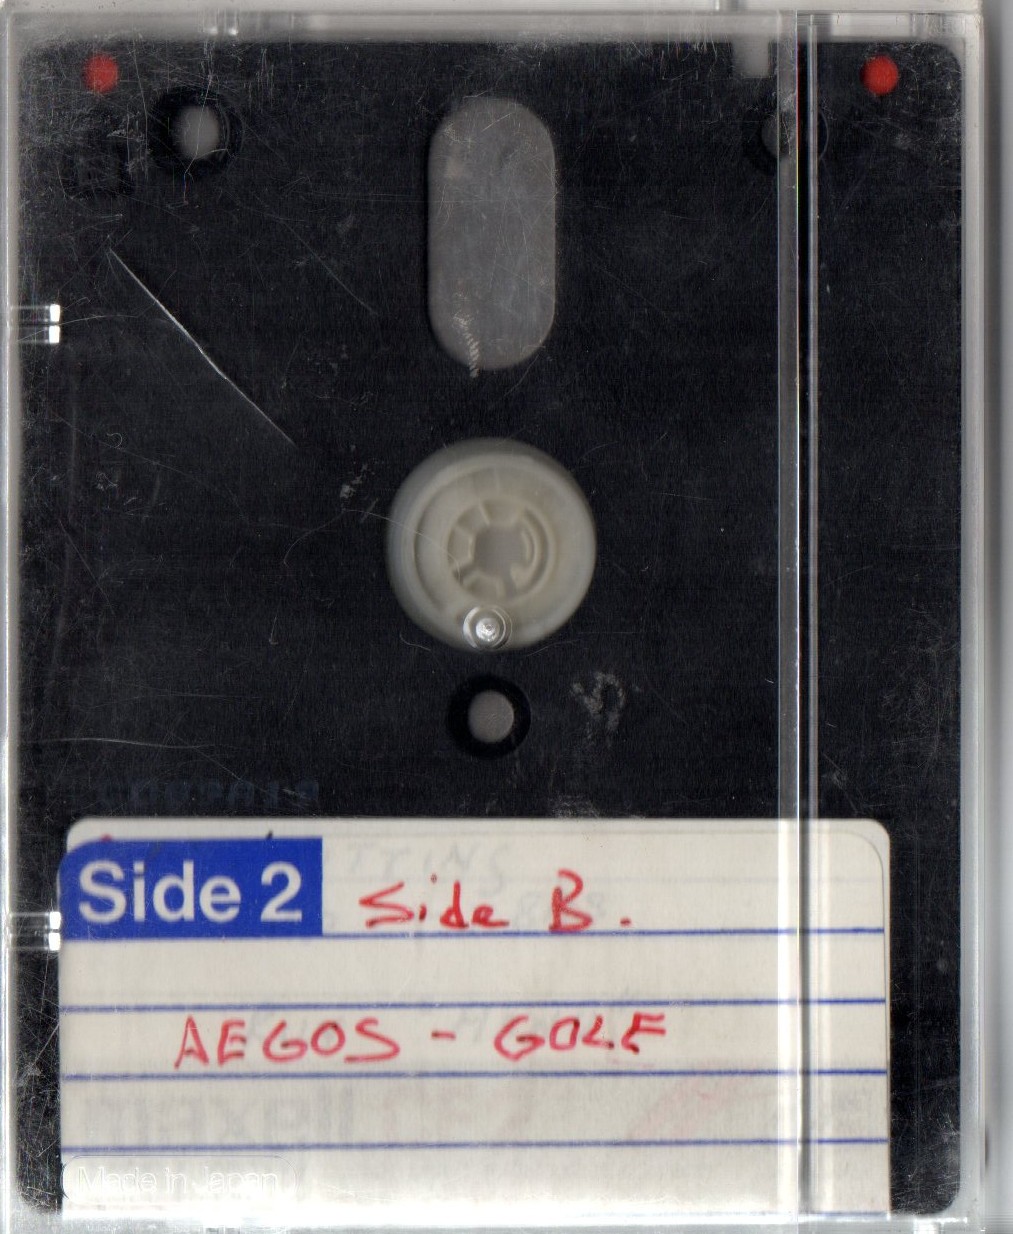 Side 2 Side B.
AEGOS - GOLF
Made in Japan